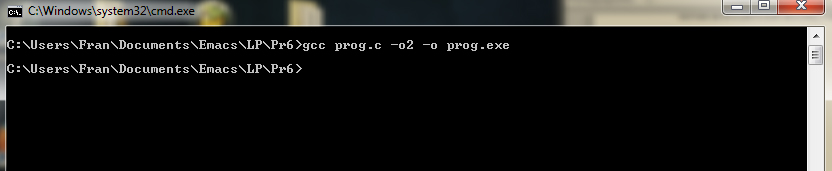 C:\Windows\system32\cmd.exe
C:\Users\Fran\Documents\Emacs\LP\Pr6>gcc prog.c -o2 -o prog.exe
C:\Users\Fran\Documents\Emacs\LP\Pr6>